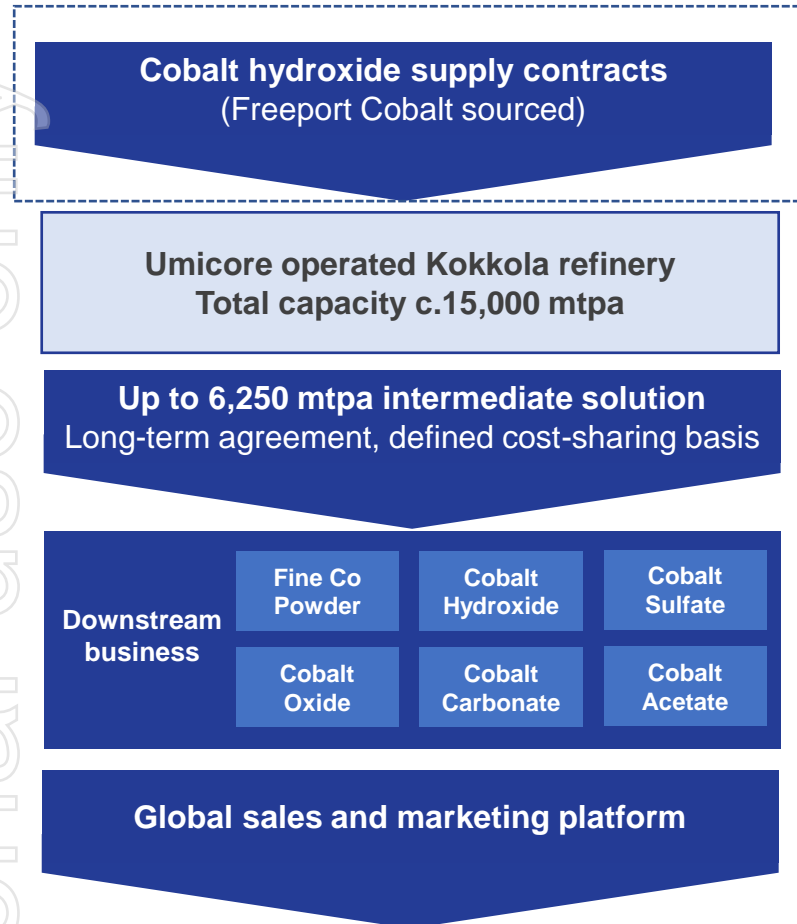 Cobalt hydroxide supply contracts
(Freeport Cobalt sourced)
Umicore operated Kokkola refinery
Total capacity c.15,000 mtpa
Up to 6,250 mtpa intermediate solution
Long-term agreement, defined cost-sharing basis
Downstream
business
Fine Co
Powder
Cobalt
Hydroxide
Cobalt
Sulfate
Cobalt
Oxide
Cobalt
Carbonate
Cobalt
Acetate
Global sales and marketing platform